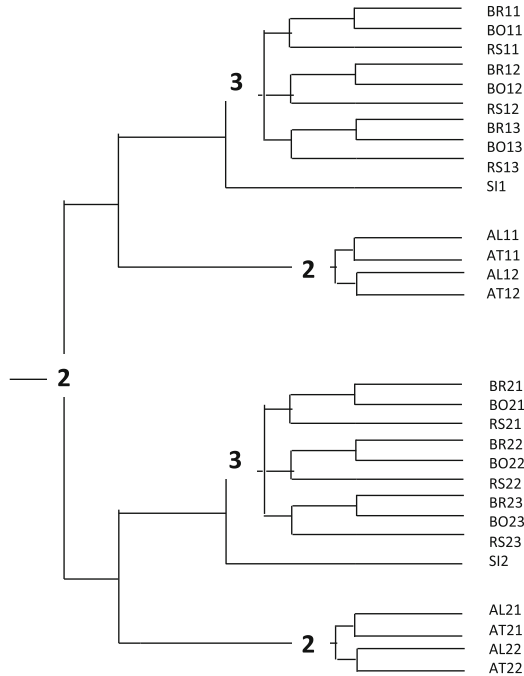 BR11
BO11
RS11
BR12
3
BO12
RS12
BR13
BO13
RS13
SI1
AL11
AT11
2
AL12
AT12
2
BR21
BO21
RS21
BR22
3
BO22
RS22
BR23
BO23
RS23
SI2
AL21
AT21
2
AL22
AT22